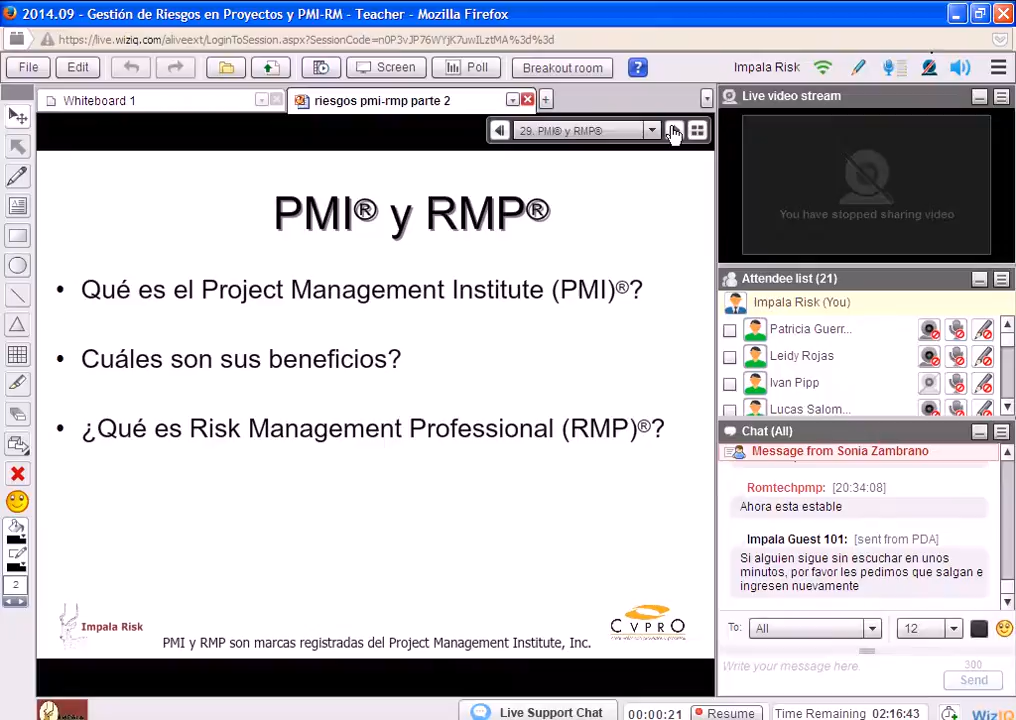 2014.09 - Gestión de Riesgos en Proyectos y PMI-RM - Teacher - Mozilla Firefox
https://live.wiziq.com/aliveext/LoginToSession.aspx?SessionCode=n0P3vJP76WYjK7uwILztMA%3d%3d
File Edit Screen Poll Breakout room ? Impala Risk
Whiteboard 1 riesgos pmi-rmp parte 2
Live video stream
29. PMI® y RMP®
You have stopped sharing video
PMI® y RMP®
• Qué es el Project Management Institute (PMI)®?
• Cuáles son sus beneficios?
• ¿Qué es Risk Management Professional (RMP)®?
Impala Risk
CVPRO
PMI y RMP son marcas registradas del Project Management Institute, Inc.
Attendee list (21)
Impala Risk (You)
Patricia Guerr...
Leidy Rojas
Ivan Pipp
Lucas Salom...
Chat (All)
Message from Sonia Zambrano
Romtechpmp: [20:34:08]
Ahora esta estable
Impala Guest 101: [sent from PDA]
Si alguien sigue sin escuchar en unos
minutos, por favor les pedimos que salgan e
ingresen nuevamente
To: All 12
Write your message here.
300
Send
2
Live Support Chat 00:00:21 Resume Time Remaining 02:16:43 WizIQ